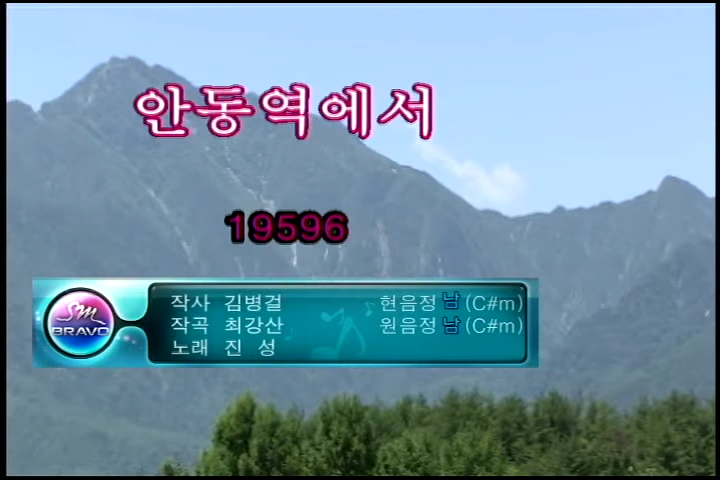 안동역에서
19596
SM
BRAVO
작사 김병걸 현음정 남 (C#m)
작곡 최강산 원음정 남 (C#m)
노래 진 성